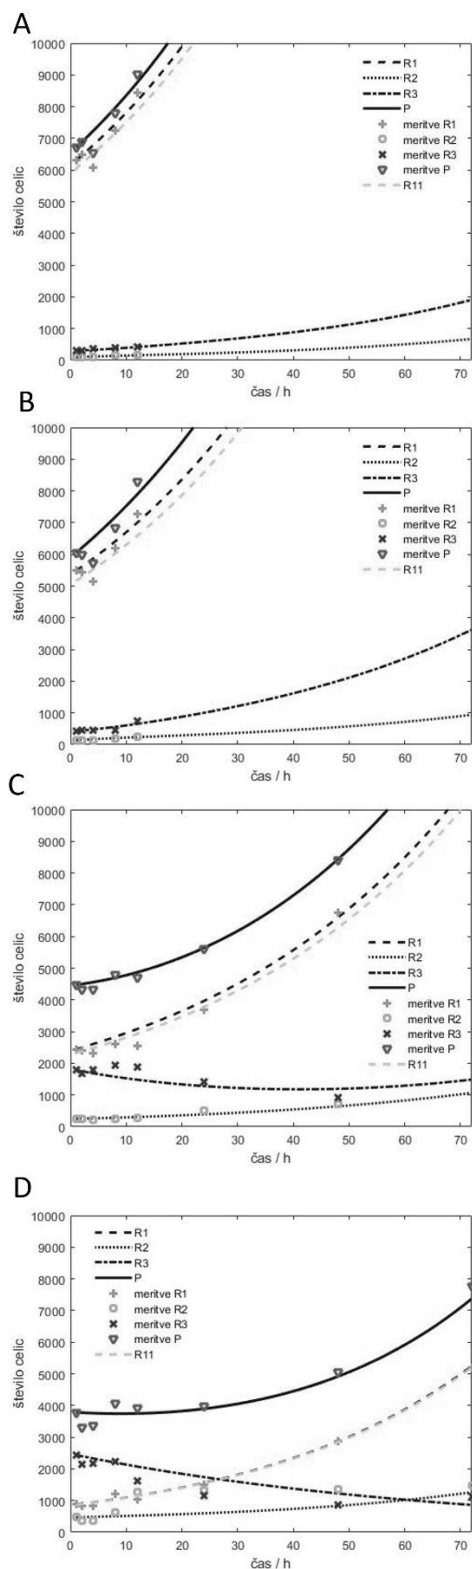 A
10000
9000
8000
7000
6000
5000
4000
3000
2000
1000
0
število celic
R1
R2
R3
P
meritve R1
meritve R2
meritve R3
meritve P
R11
0 10 20 30 40 50 60 70
čas / h
B
10000
9000
8000
7000
6000
5000
4000
3000
2000
1000
0
število celic
R1
R2
R3
P
meritve R1
meritve R2
meritve R3
meritve P
R11
0 10 20 30 40 50 60 70
čas / h
C
10000
9000
8000
7000
6000
5000
4000
3000
2000
1000
0
število celic
R1
R2
R3
P
meritve R1
meritve R2
meritve R3
meritve P
R11
0 10 20 30 40 50 60 70
čas / h
D
10000
9000
8000
7000
6000
5000
4000
3000
2000
1000
0
število celic
R1
R2
R3
P
meritve R1
meritve R2
meritve R3
meritve P
R11
0 10 20 30 40 50 60 70
čas / h